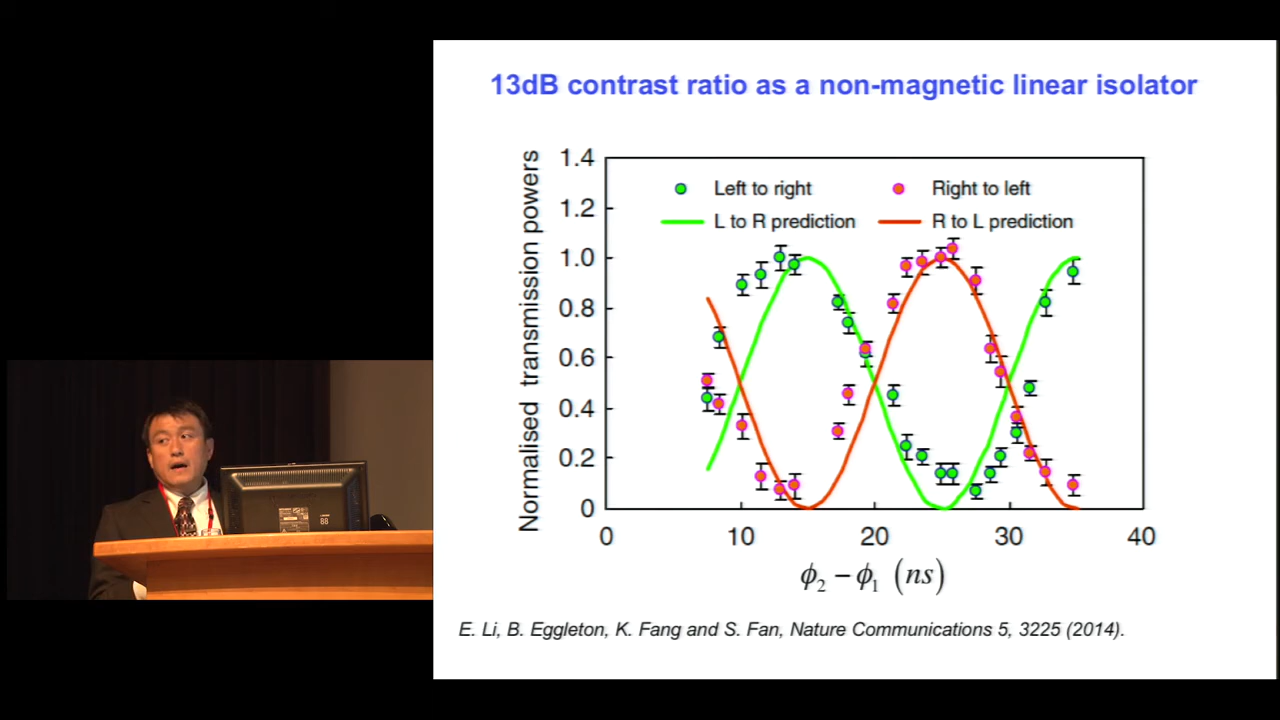 13dB contrast ratio as a non-magnetic linear isolator
Normalised transmission powers
1.4
1.2
1.0
0.8
0.6
0.4
0.2
0
Left to right
Right to left
L to R prediction
R to L prediction
0
10
20
30
40
ϕ₂ − ϕ₁ (ns)
E. Li, B. Eggleton, K. Fang and S. Fan, Nature Communications 5, 3225 (2014).
88